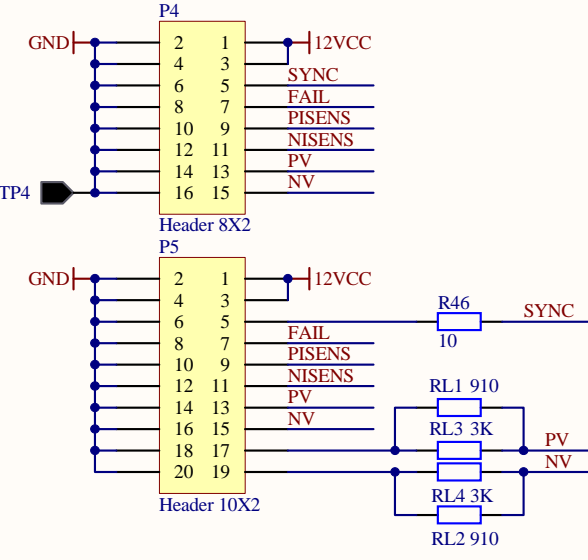 P4
GND 2 1 12VCC
4 3
6 5 SYNC
8 7 FAIL
10 9 PISENS
12 11 NISENS
14 13 PV
TP4 16 15 NV
Header 8X2
P5
GND 2 1 12VCC
4 3
6 5 R46 SYNC
10
8 7 FAIL
10 9 PISENS
12 11 NISENS
14 13 PV
16 15 NV
18 17
20 19
Header 10X2
RL1 910
RL3 3K
PV
NV
RL4 3K
RL2 910